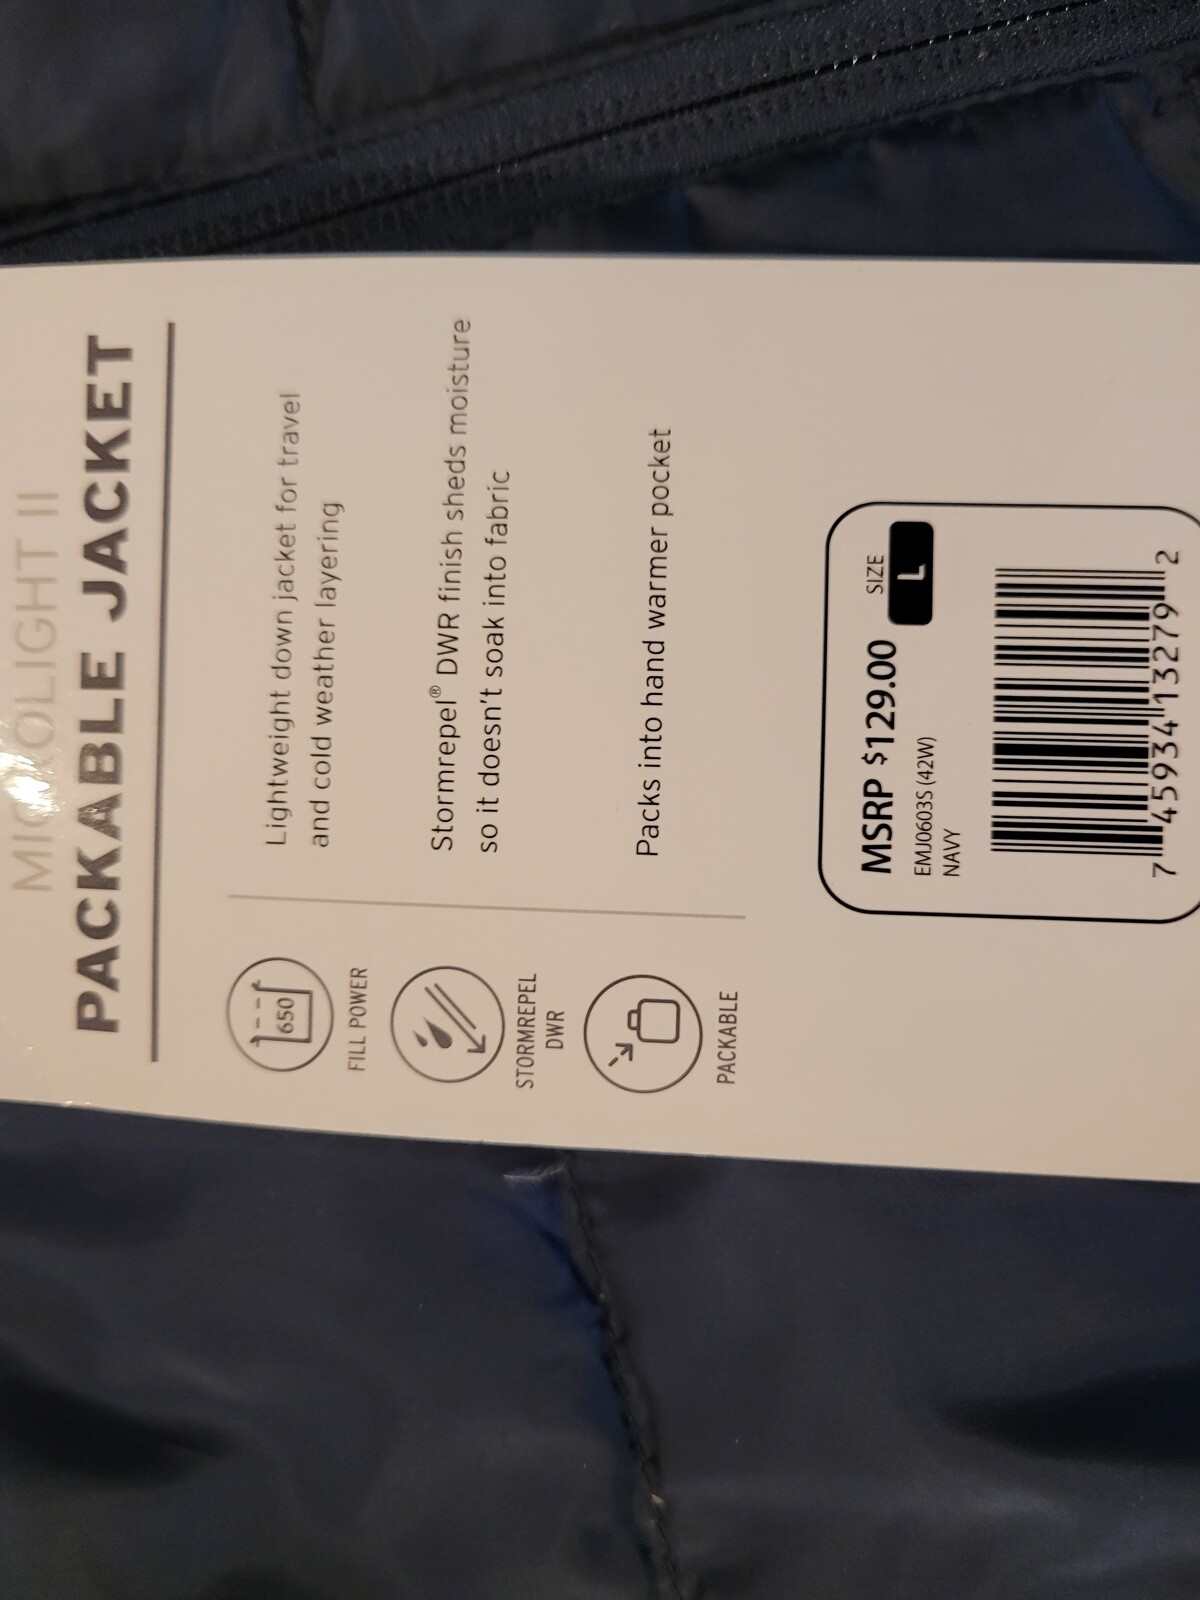 MICROLIGHT II
PACKABLE JACKET
650
FILL POWER
Lightweight down jacket for travel
and cold weather layering
STORMREPEL
DWR
Stormrepel® DWR finish sheds moisture
so it doesn't soak into fabric
PACKABLE
Packs into hand warmer pocket
MSRP $129.00
SIZE
L
EMJ0603S (42W)
NAVY
7 45934 13279 2